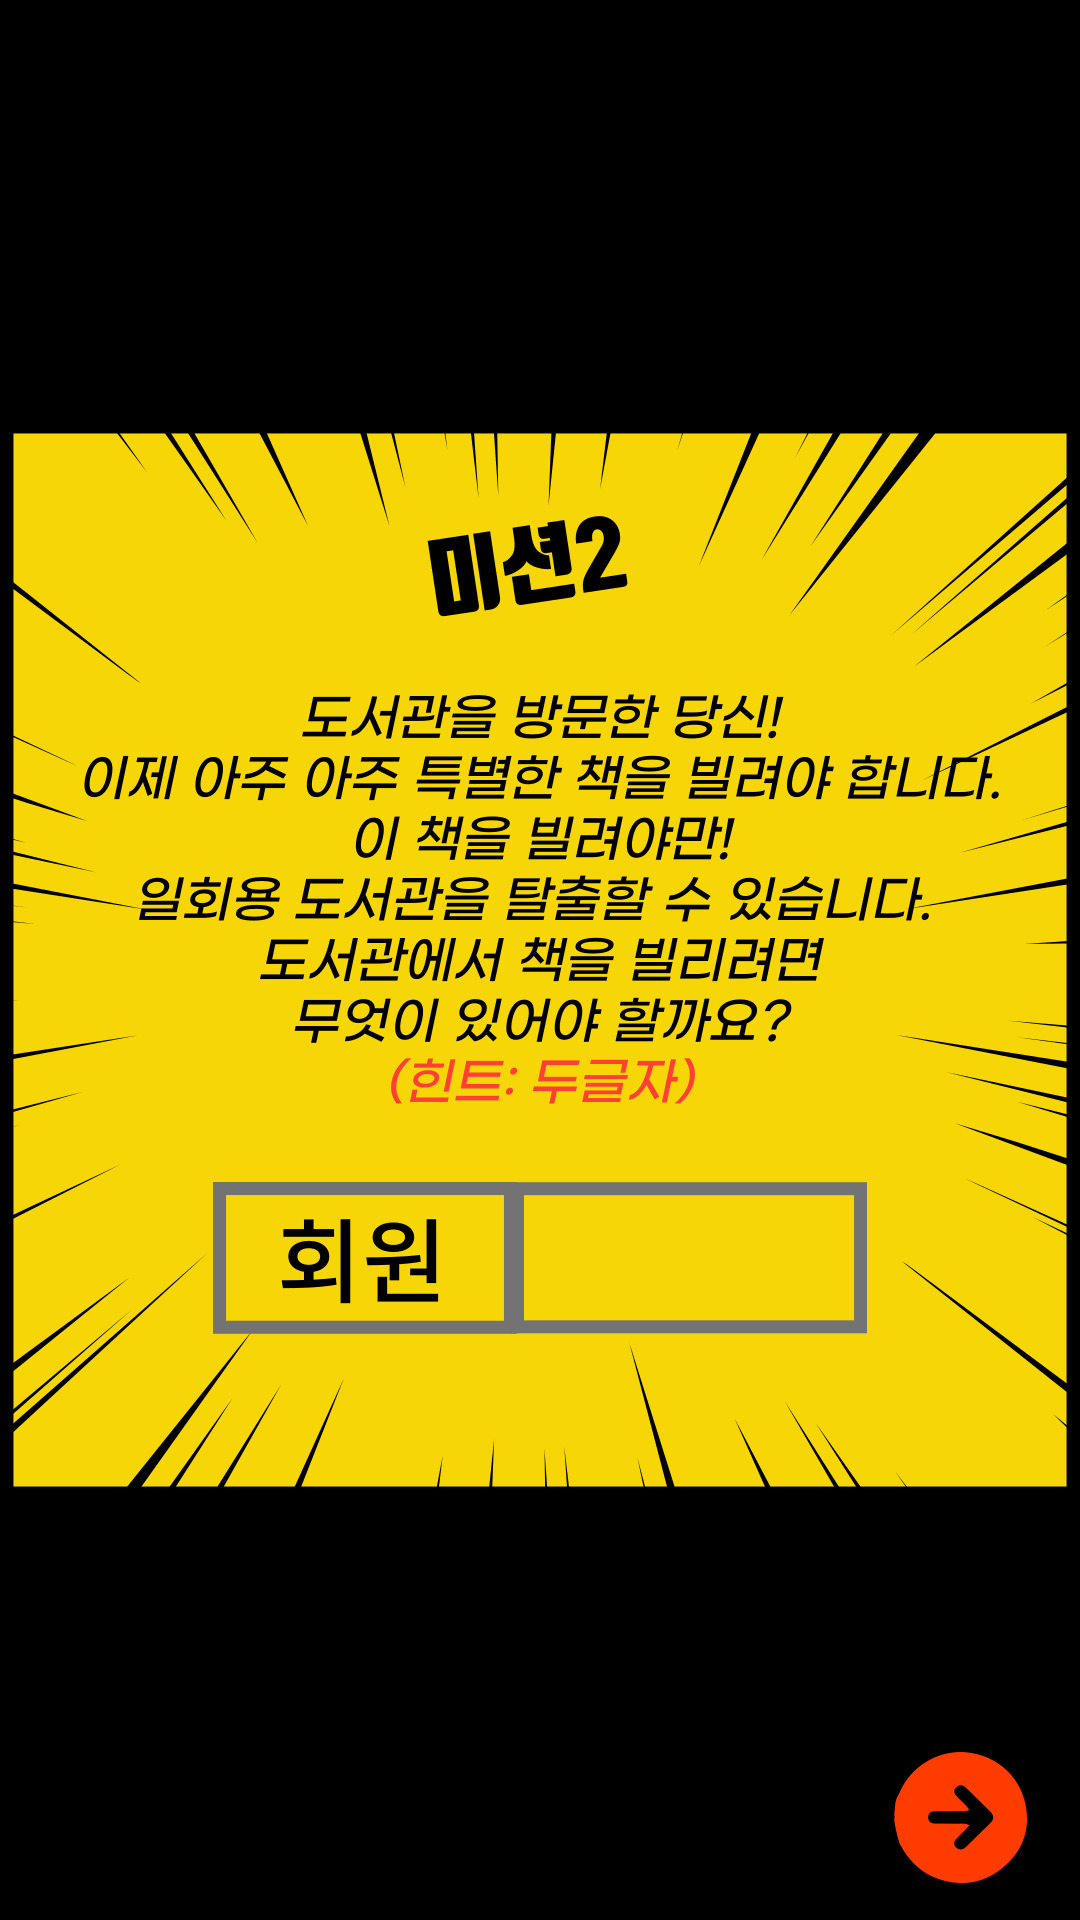 미션2
도서관을 방문한 당신!
이제 아주 아주 특별한 책을 빌려야 합니다.
이 책을 빌려야만!
일회용 도서관을 탈출할 수 있습니다.
도서관에서 책을 빌리려면
무엇이 있어야 할까요?
(힌트: 두글자)
회원